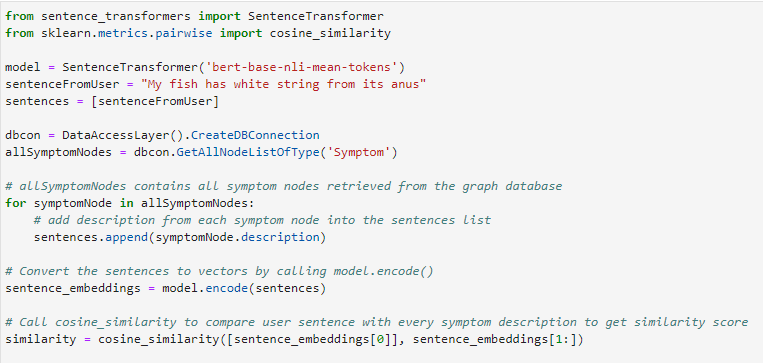 from sentence_transformers import SentenceTransformer
from sklearn.metrics.pairwise import cosine_similarity

model = SentenceTransformer('bert-base-nli-mean-tokens')
sentenceFromUser = "My fish has white string from its anus"
sentences = [sentenceFromUser]

dbcon = DataAccessLayer().CreateDBConnection
allSymptomNodes = dbcon.GetAllNodeListOfType('Symptom')

# allSymptomNodes contains all symptom nodes retrieved from the graph database
for symptomNode in allSymptomNodes:
    # add description from each symptom node into the sentences list
    sentences.append(symptomNode.description)

# Convert the sentences to vectors by calling model.encode()
sentence_embeddings = model.encode(sentences)

# Call cosine_similarity to compare user sentence with every symptom description to get similarity score
similarity = cosine_similarity([sentence_embeddings[0]], sentence_embeddings[1:])